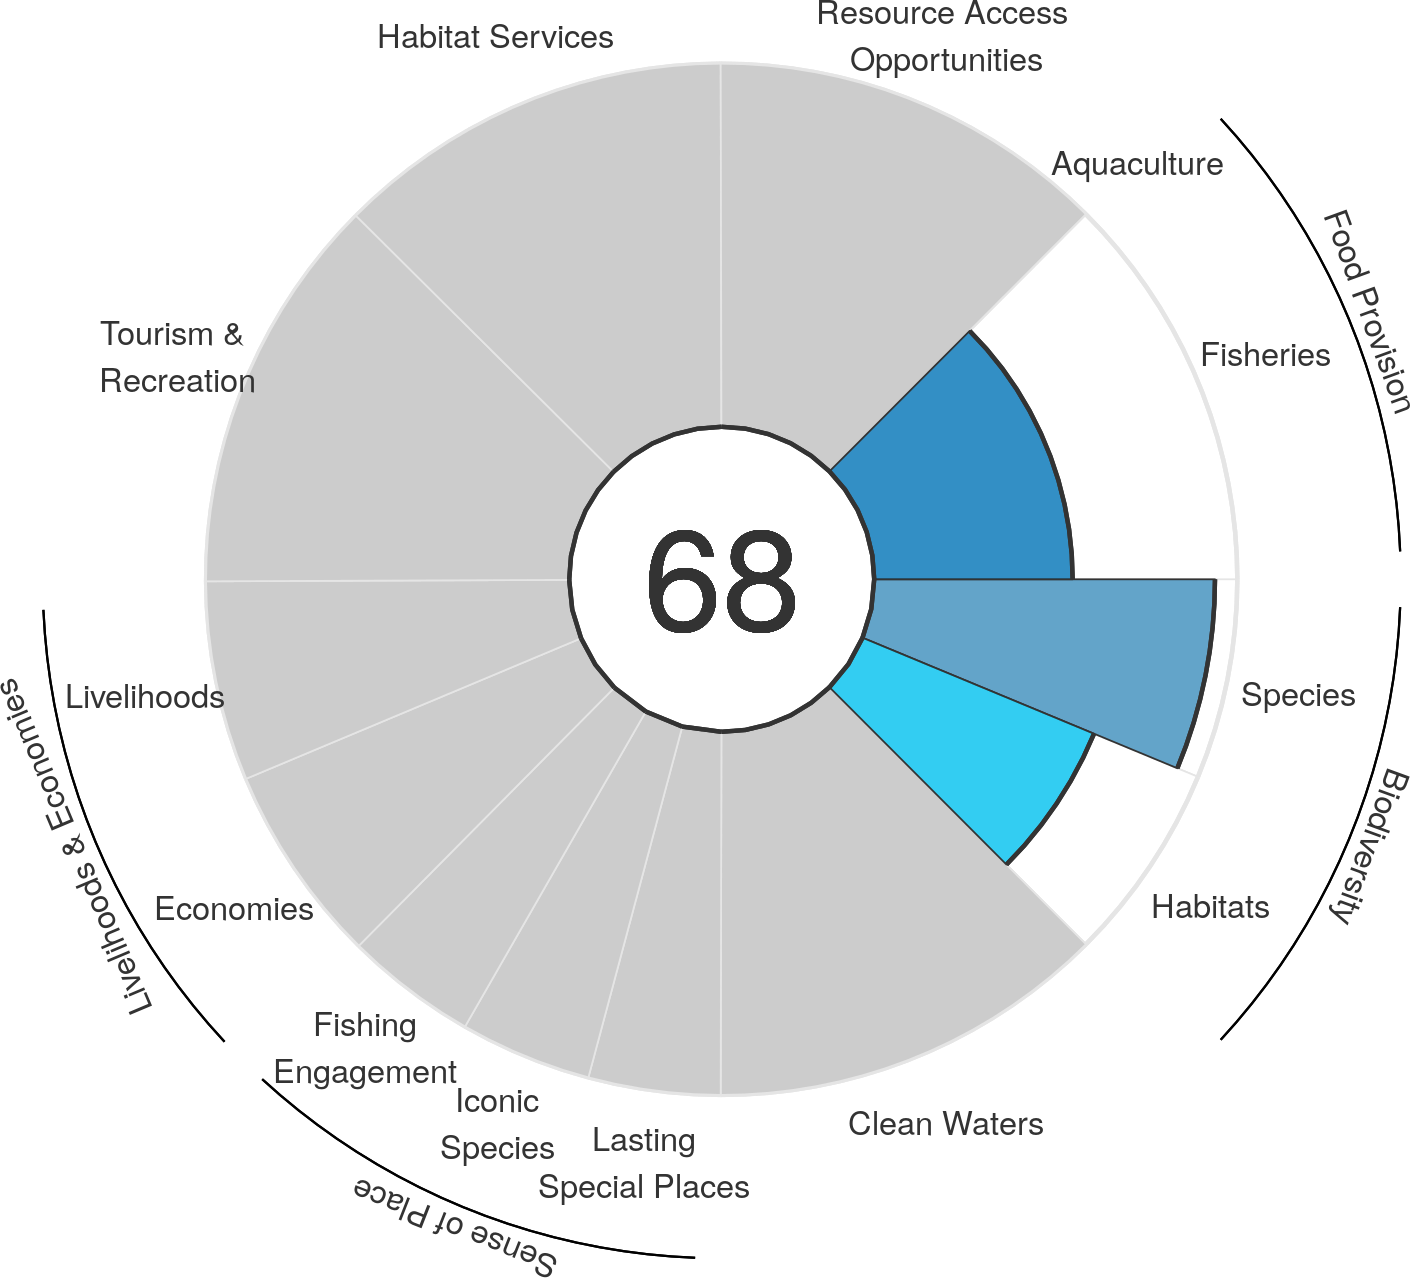 Resource Access
Opportunities
Habitat Services
Aquaculture
Food Provision
Fisheries
Tourism &
Recreation
68
Species
Livelihoods
Livelihoods & Economies
Biodiversity
Habitats
Economies
Fishing
Engagement
Iconic
Species
Lasting
Special Places
Clean Waters
Sense of Place